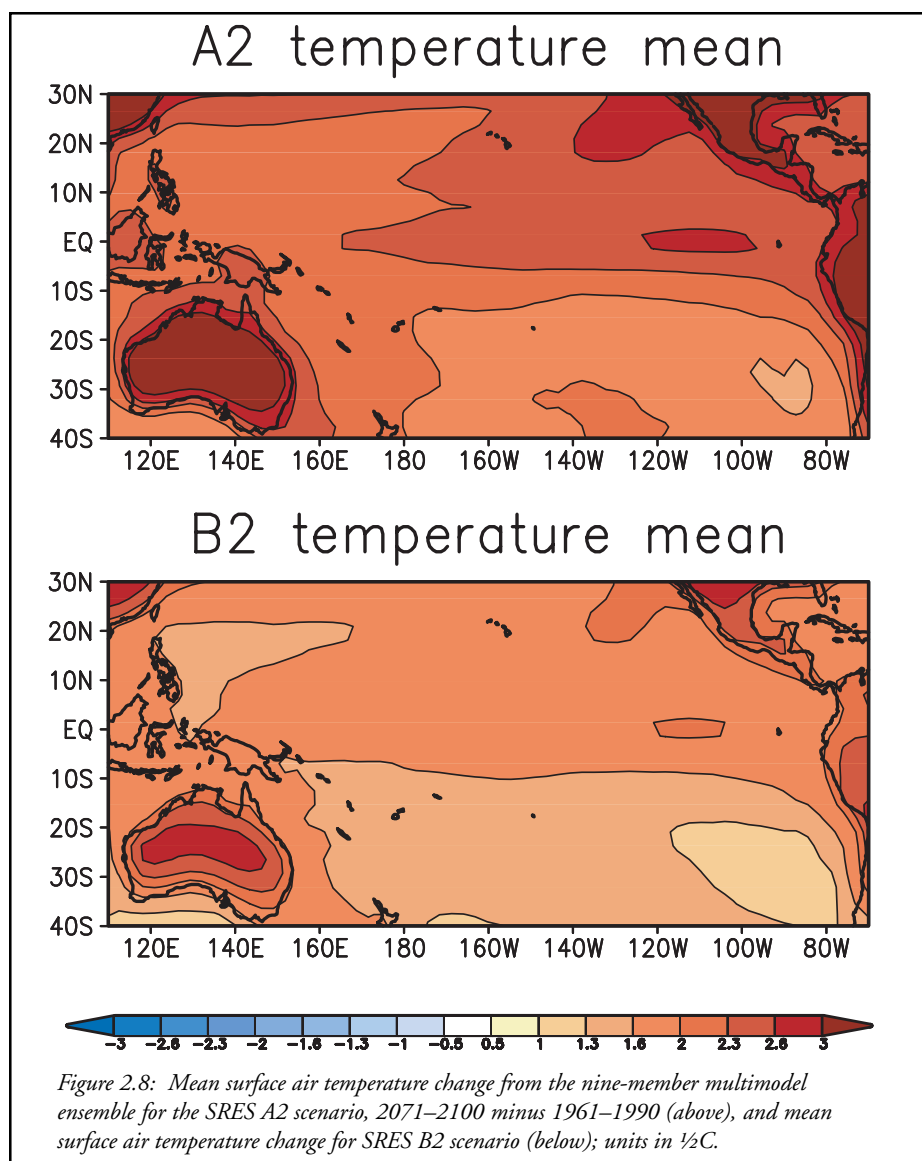 A2 temperature mean
30N
20N
10N
EQ
10S
20S
30S
40S
120E 140E 160E 180 160W 140W 120W 100W 80W
B2 temperature mean
30N
20N
10N
EQ
10S
20S
30S
40S
120E 140E 160E 180 160W 140W 120W 100W 80W
-3 -2.6 -2.3 -2 -1.6 -1.3 -1 -0.5 0.5 1 1.3 1.6 2 2.3 2.6 3
Figure 2.8: Mean surface air temperature change from the nine-member multimodel
ensemble for the SRES A2 scenario, 2071–2100 minus 1961–1990 (above), and mean
surface air temperature change for SRES B2 scenario (below); units in ½C.